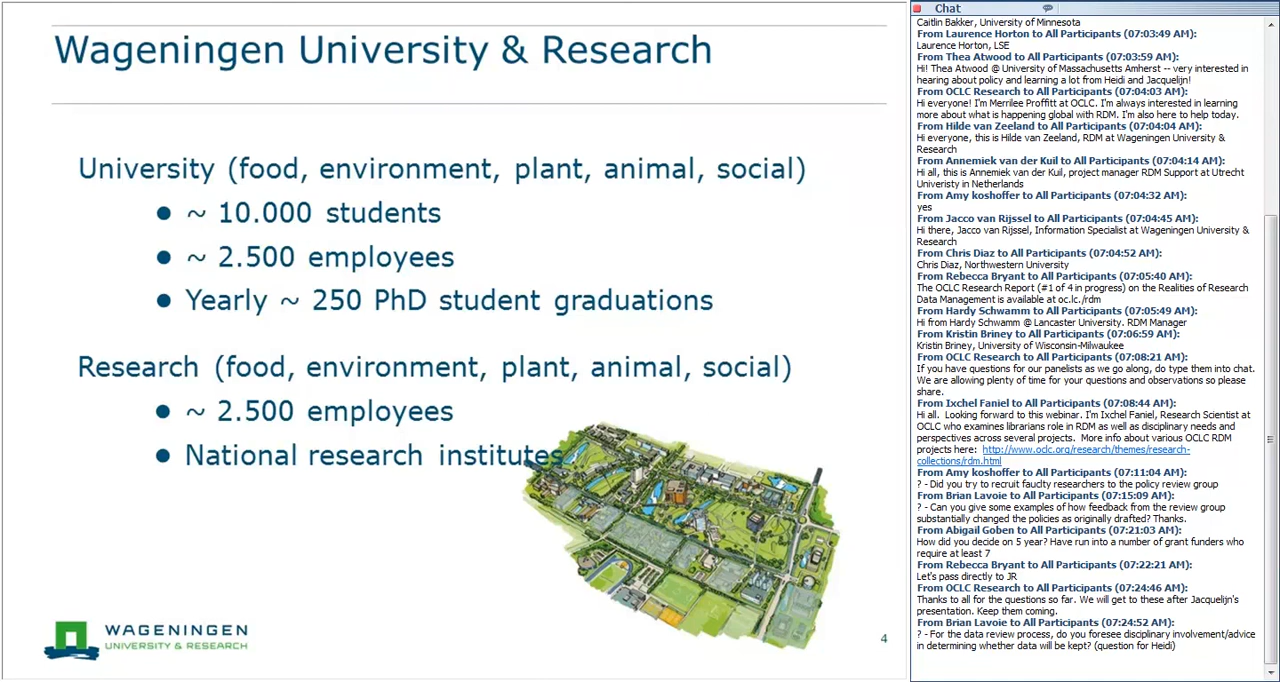 Wageningen University & Research
University (food, environment, plant, animal, social)
● ~ 10.000 students
● ~ 2.500 employees
● Yearly ~ 250 PhD student graduations
Research (food, environment, plant, animal, social)
● ~ 2.500 employees
● National research institutes
WAGENINGEN
UNIVERSITY & RESEARCH
4
Chat
Caitlin Bakker, University of Minnesota
From Laurence Horton to All Participants (07:03:49 AM):
Laurence Horton, LSE
From Thea Atwood to All Participants (07:03:59 AM):
Hi! Thea Atwood @ University of Massachusetts Amherst -- very interested in
hearing about policy and learning a lot from Heidi and Jacquelijn!
From OCLC Research to All Participants (07:04:03 AM):
Hi everyone! I'm Merrilee Proffitt at OCLC. I'm always interested in learning
more about what is happening global with RDM. I'm also here to help today.
From Hilde van Zeeland to All Participants (07:04:04 AM):
Hi everyone, this is Hilde van Zeeland, RDM at Wageningen University &
Research
From Annemiek van der Kuil to All Participants (07:04:14 AM):
Hi all, this is Annemiek van der Kuil, project manager RDM Support at Utrecht
Univeristy in Netherlands
From Amy koshoffer to All Participants (07:04:32 AM):
yes
From Jacco van Rijssel to All Participants (07:04:45 AM):
Hi there, Jacco van Rijssel, Information Specialist at Wageningen University &
Research
From Chris Diaz to All Participants (07:04:52 AM):
Chris Diaz, Northwestern University
From Rebecca Bryant to All Participants (07:05:40 AM):
The OCLC Research Report (#1 of 4 in progress) on the Realities of Research
Data Management is available at oc.lc./rdm
From Hardy Schwamm to All Participants (07:05:49 AM):
Hi from Hardy Schwamm @ Lancaster University. RDM Manager
From Kristin Briney to All Participants (07:06:59 AM):
Kristin Briney, University of Wisconsin-Milwaukee
From OCLC Research to All Participants (07:08:21 AM):
If you have questions for our panelists as we go along, do type them into chat.
We are allowing plenty of time for your questions and observations so please
share.
From Ixchel Faniel to All Participants (07:08:44 AM):
Hi all.  Looking forward to this webinar. I'm Ixchel Faniel, Research Scientist at
OCLC who examines librarians role in RDM as well as disciplinary needs and
perspectives across several projects.  More info about various OCLC RDM
projects here:  http://www.oclc.org/research/themes/research-
collections/rdm.html
From Amy koshoffer to All Participants (07:11:04 AM):
? - Did you try to recruit fauclty researchers to the policy review group
From Brian Lavoie to All Participants (07:15:09 AM):
? - Can you give some examples of how feedback from the review group
substantially changed the policies as originally drafted? Thanks.
From Abigail Goben to All Participants (07:21:03 AM):
How did you decide on 5 year? Have run into a number of grant funders who
require at least 7
From Rebecca Bryant to All Participants (07:22:21 AM):
Let's pass directly to JR
From OCLC Research to All Participants (07:24:46 AM):
Thanks to all for the questions so far. We will get to these after Jacquelijn's
presentation. Keep them coming.
From Brian Lavoie to All Participants (07:24:52 AM):
? - For the data review process, do you foresee disciplinary involvement/advice
in determining whether data will be kept? (question for Heidi)